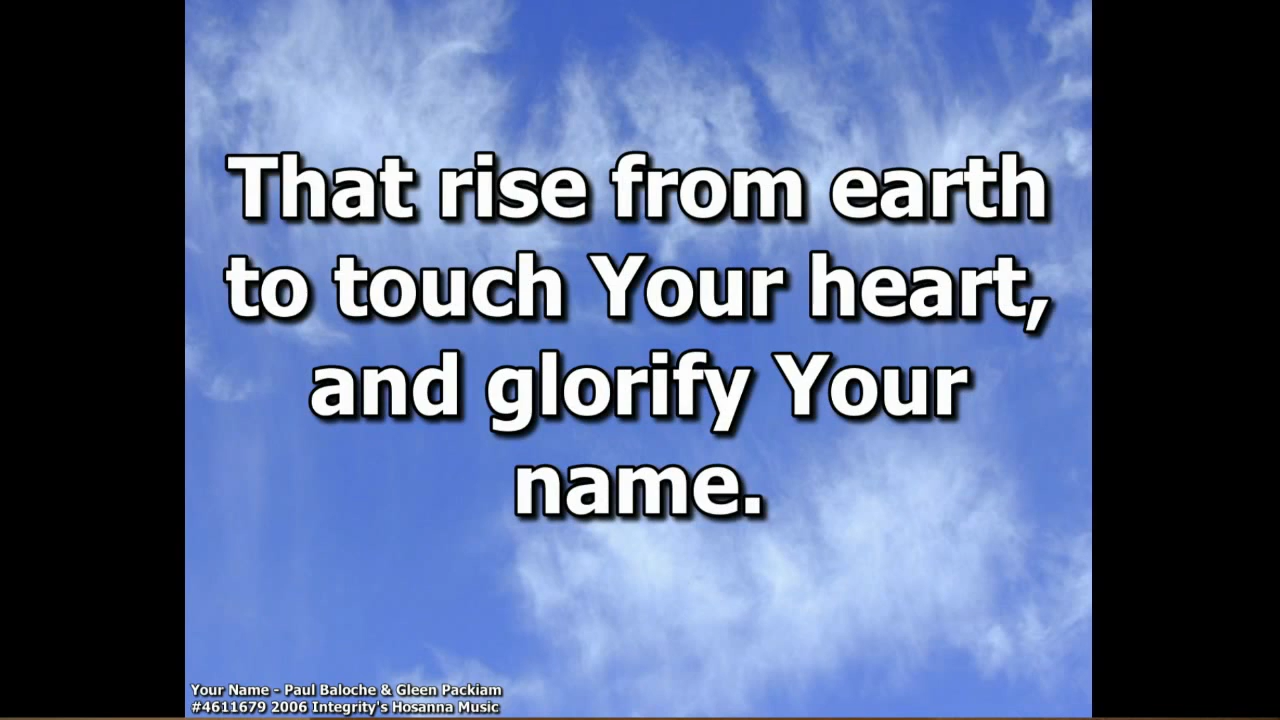 That rise from earth
to touch Your heart,
and glorify Your
name.
Your Name - Paul Baloche & Gleen Packiam
#4611679 2006 Integrity's Hosanna Music